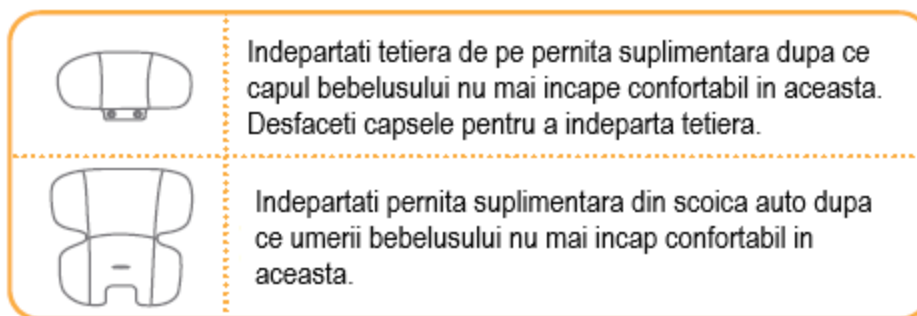 Indepartati tetiera de pe pernita suplimentara dupa ce
capul bebelusului nu mai incape confortabil in aceasta.
Desfaceti capsele pentru a indeparta tetiera.
Indepartati pernita suplimentara din scoica auto dupa
ce umerii bebelusului nu mai incap confortabil in
aceasta.